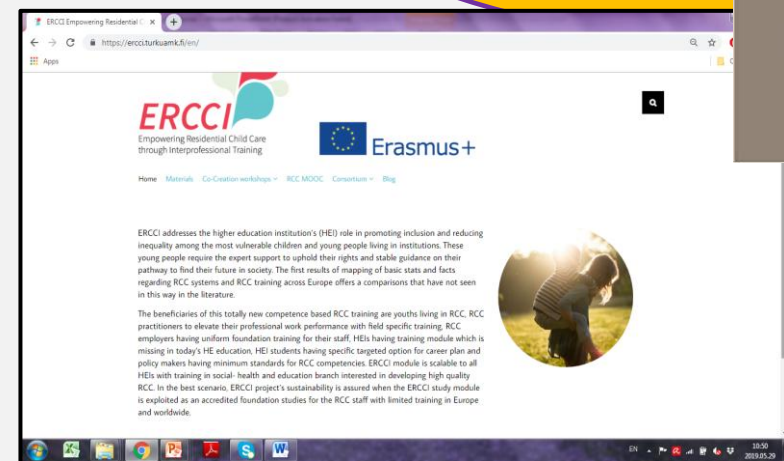 ERCCI Empowering Residential C
https://ercci.turkuamk.fi/en/
Apps
ERCCI
Empowering Residential Child Care
through Interprofessional Training
Erasmus+
Home Materials Co-Creation workshops RCC MOOC Consortium Blog
ERCCI addresses the higher education institution's (HEI) role in promoting inclusion and reducing
inequality among the most vulnerable children and young people living in institutions. These
young people require the expert support to uphold their rights and stable guidance on their
pathway to find their future in society. The first results of mapping of basic stats and facts
regarding RCC systems and RCC training across Europe offers a comparisons that have not seen
in this way in the literature.
The beneficiaries of this totally new competence based RCC training are youths living in RCC, RCC
practitioners to elevate their professional work performance with field specific training, RCC
employers having uniform foundation training for their staff, HEIs having training module which is
missing in today's HE education, HEI students having specific targeted option for career plan and
policy makers having minimum standards for RCC competencies. ERCCI module is scalable to all
HEIs with training in social- health and education branch interested in developing high quality
RCC. In the best scenario, ERCCI project's sustainability is assured when the ERCCI study module
is exploited as an accredited foundation studies for the RCC staff with limited training in Europe
and worldwide.
EN
10:50
2019.05.29